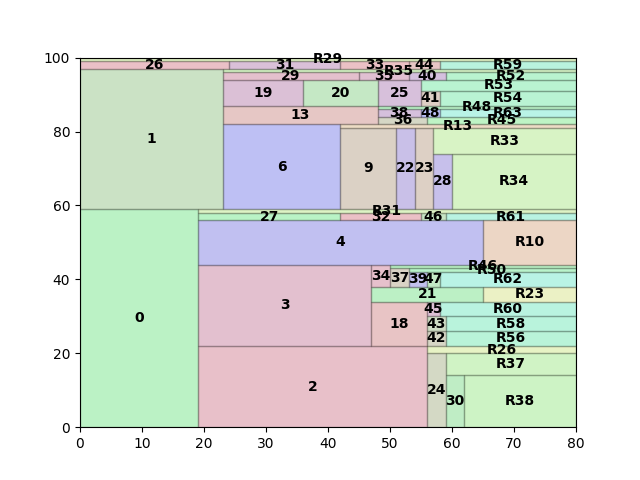 100
R29
26 31 33 44 R59
R35
29 35 40 R52
R53
19 20 25 41 R54
R48
80
13 38 48 R63
36 R45
R13
1 6 9 22 23 R33
28 R34
60
R31
27 32 46 R61
4 R10
R46
R50
40
34 37 39 47 R62
3 21 R23
0 18 45 R60
43 R58
42 R56
R26
20
R37
2 24 30 R38
0
0 10 20 30 40 50 60 70 80